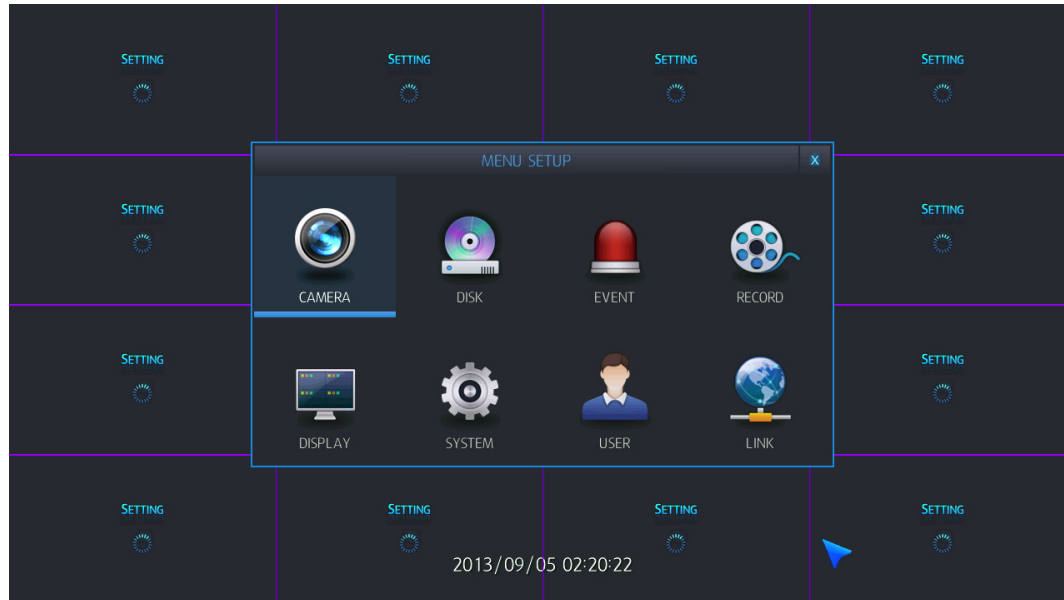 SETTING SETTING SETTING SETTING
MENU SETUP X
SETTING SETTING
CAMERA DISK EVENT RECORD
SETTING SETTING
DISPLAY SYSTEM USER LINK
SETTING SETTING SETTING SETTING
2013/09/05 02:20:22